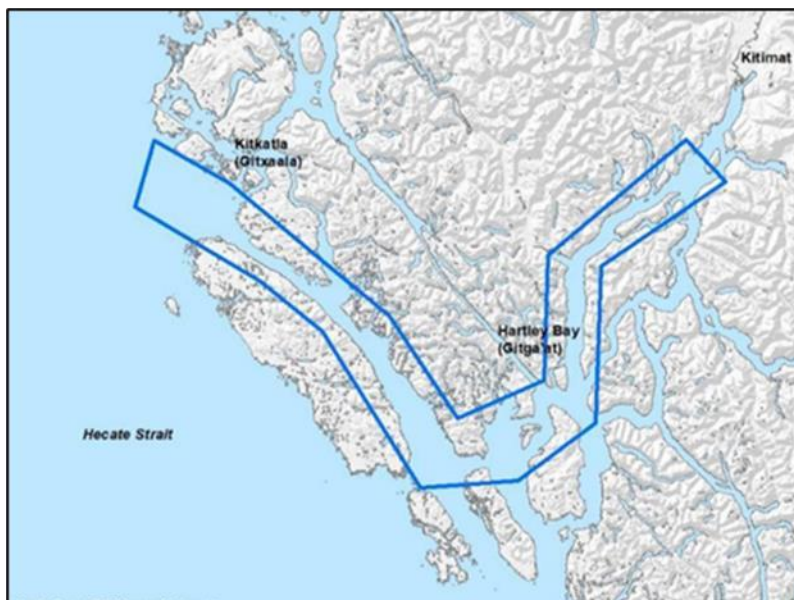 Kitimat
Kitkatla
(Gitxaala)
Hartley Bay
(Gitga'at)
Hecate Strait